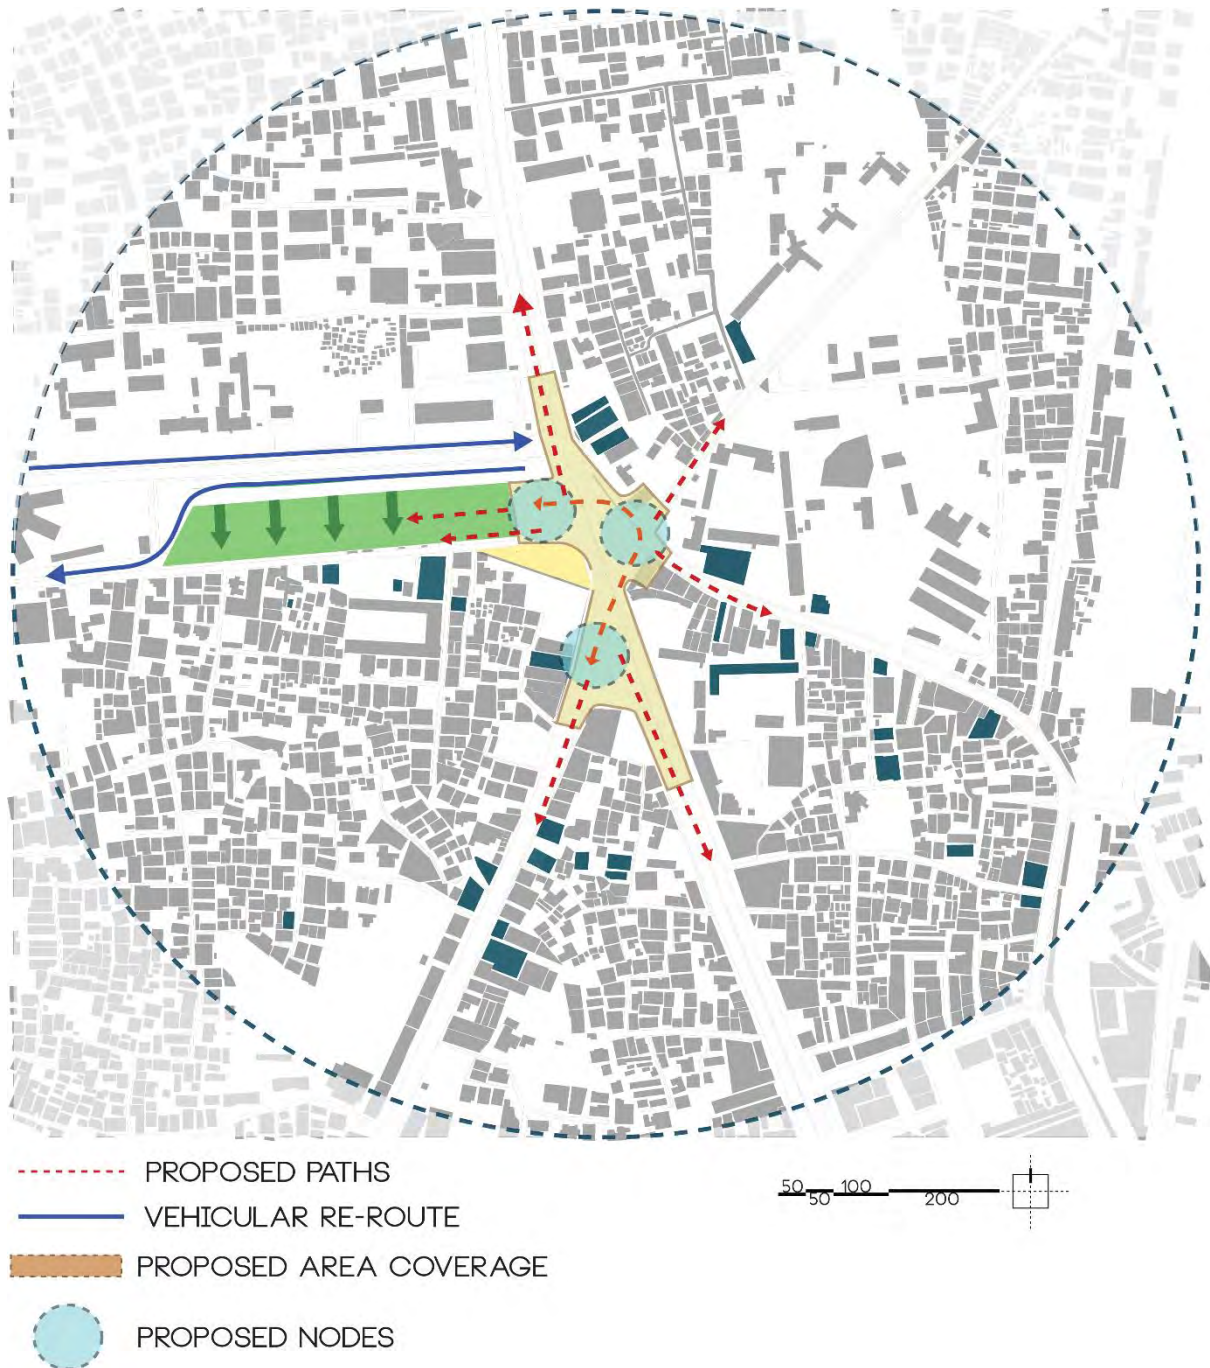 PROPOSED PATHS
VEHICULAR RE-ROUTE
PROPOSED AREA COVERAGE
PROPOSED NODES
50 100
50 200